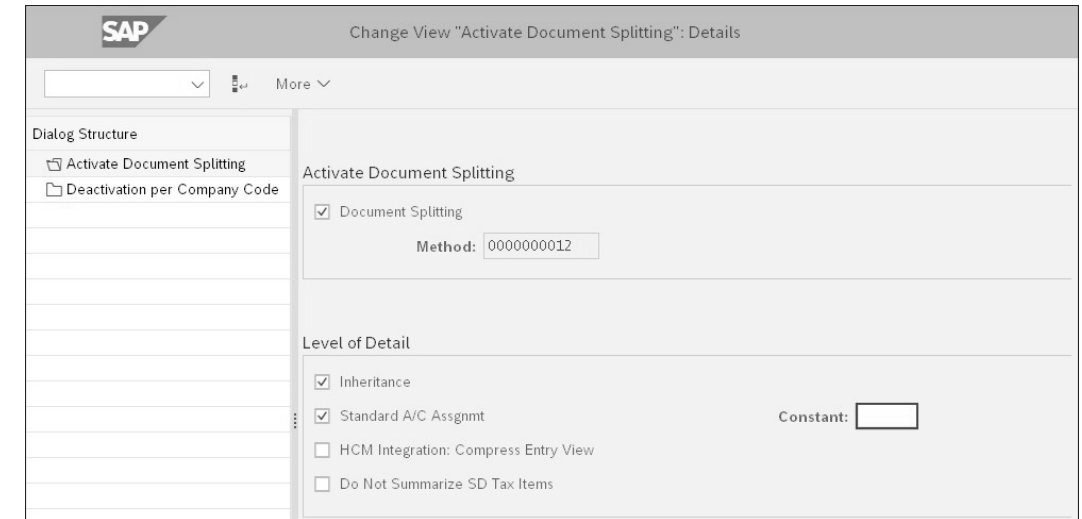 SAP
Change View "Activate Document Splitting": Details
More
Dialog Structure
Activate Document Splitting
Deactivation per Company Code
Activate Document Splitting
Document Splitting
Method: 0000000012
Level of Detail
Inheritance
Standard A/C Assgnmt Constant:
HCM Integration: Compress Entry View
Do Not Summarize SD Tax Items